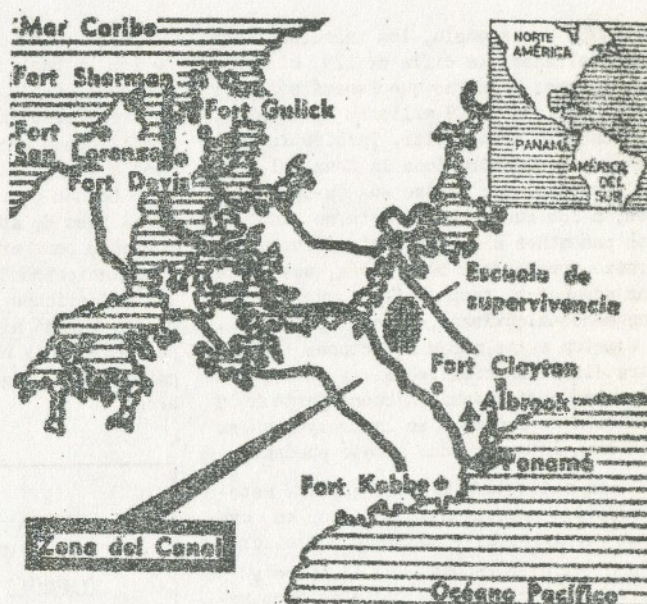 Mar Caribe
Fort Sherman
Fort Gulick
Fort
San Lorenzo
Fort Davis
NORTE
AMÉRICA
PANAMÁ
AMÉRICA
DEL
SUR
Escuela de
supervivencia
Fort Clayton
Albrook
Panamá
Fort Kobbe
Zona del Canal
Océano Pacífico